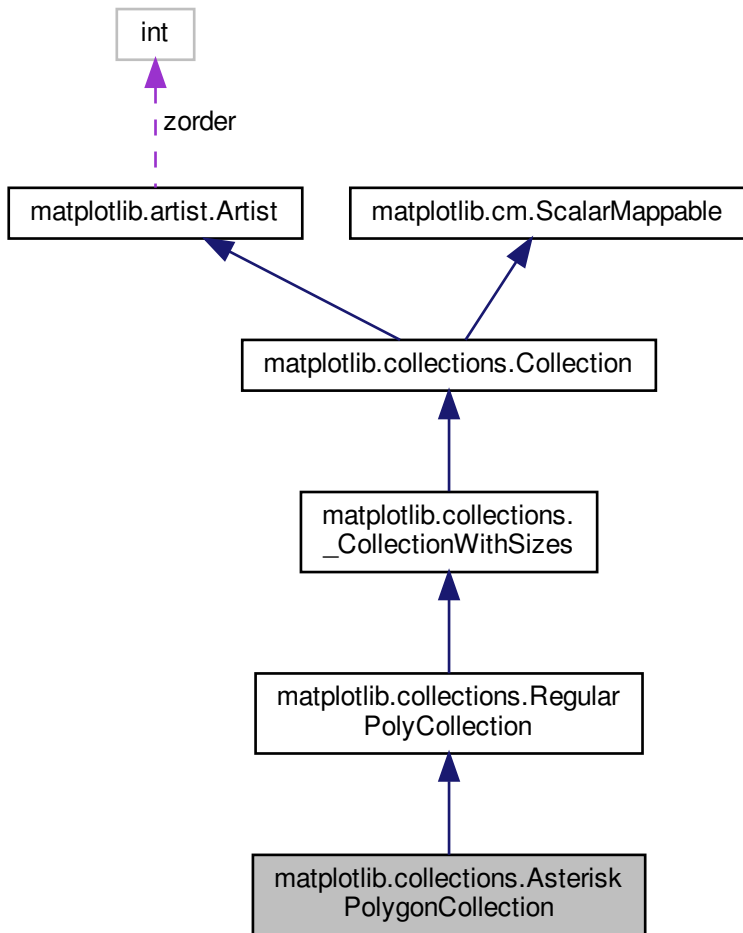 int
zorder
matplotlib.artist.Artist
matplotlib.cm.ScalarMappable
matplotlib.collections.Collection
matplotlib.collections.
_CollectionWithSizes
matplotlib.collections.Regular
PolyCollection
matplotlib.collections.Asterisk
PolygonCollection